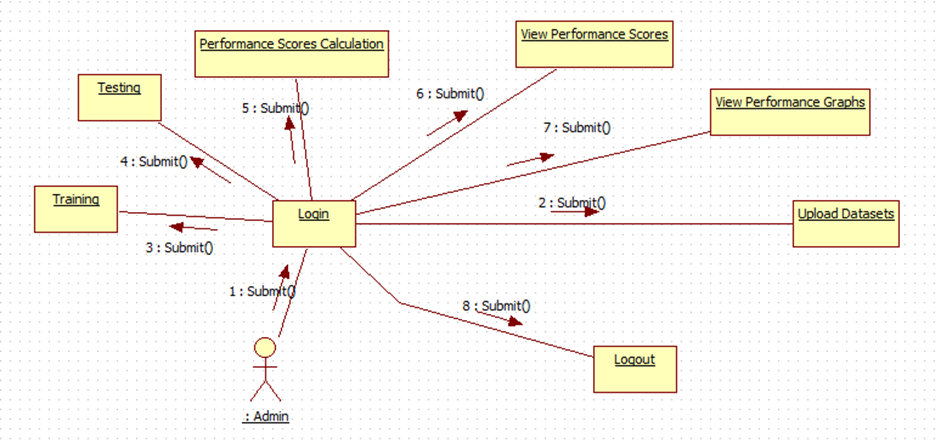 View Performance Scores
Performance Scores Calculation
Testing
6 : Submit()
View Performance Graphs
5 : Submit()
7 : Submit()
4 : Submit()
Training
2 : Submit()
Login
Upload Datasets
3 : Submit()
1 : Submit()
8 : Submit()
Logout
: Admin